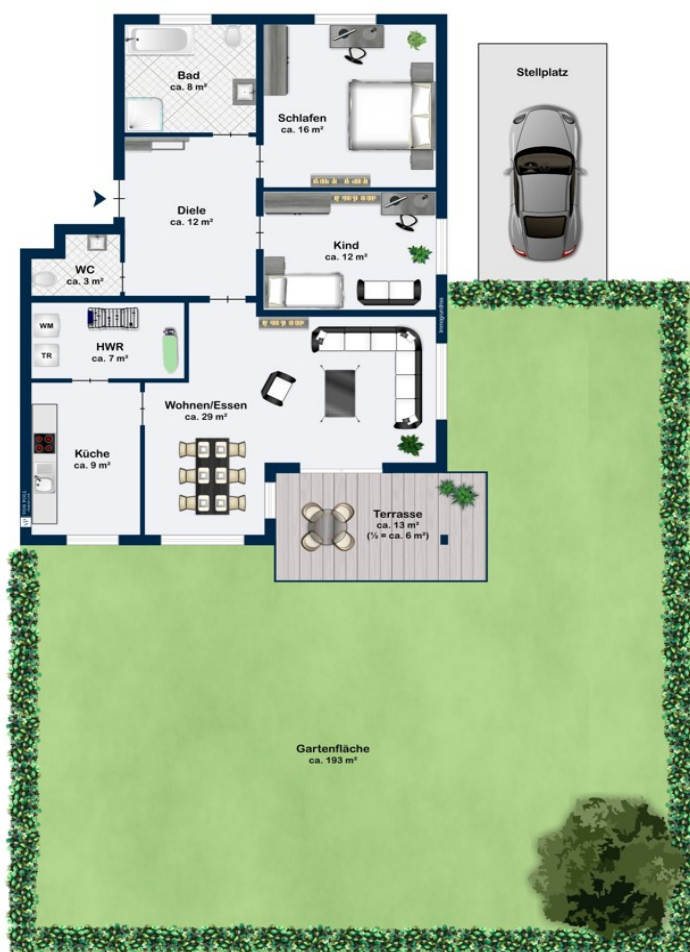 Bad
ca. 8 m²
Schlafen
ca. 16 m²
Stellplatz
Diele
ca. 12 m²
Kind
ca. 12 m²
WC
ca. 3 m²
WM
TR
HWR
ca. 7 m²
Wohnen/Essen
ca. 29 m²
Küche
ca. 9 m²
Terrasse
ca. 13 m²
(½ = ca. 6 m²)
VON POLL
Gartenfläche
ca. 193 m²